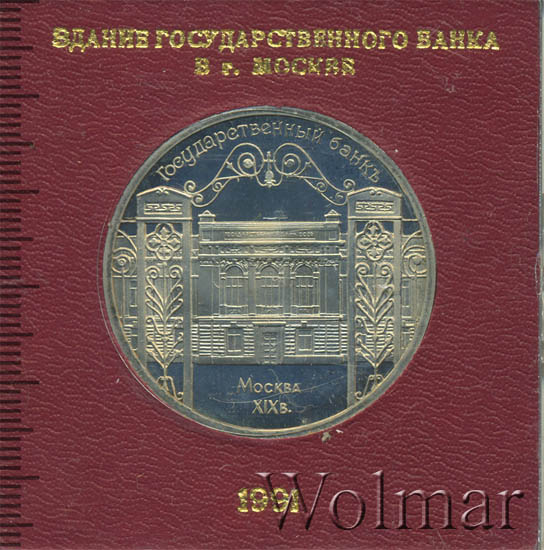 ЗДАНИЕ ГОСУДАРСТВЕННОГО БАНКА
В г. МОСКВЕ
Государственный банкъ
Москва
XIXв.
1991
Wolmar